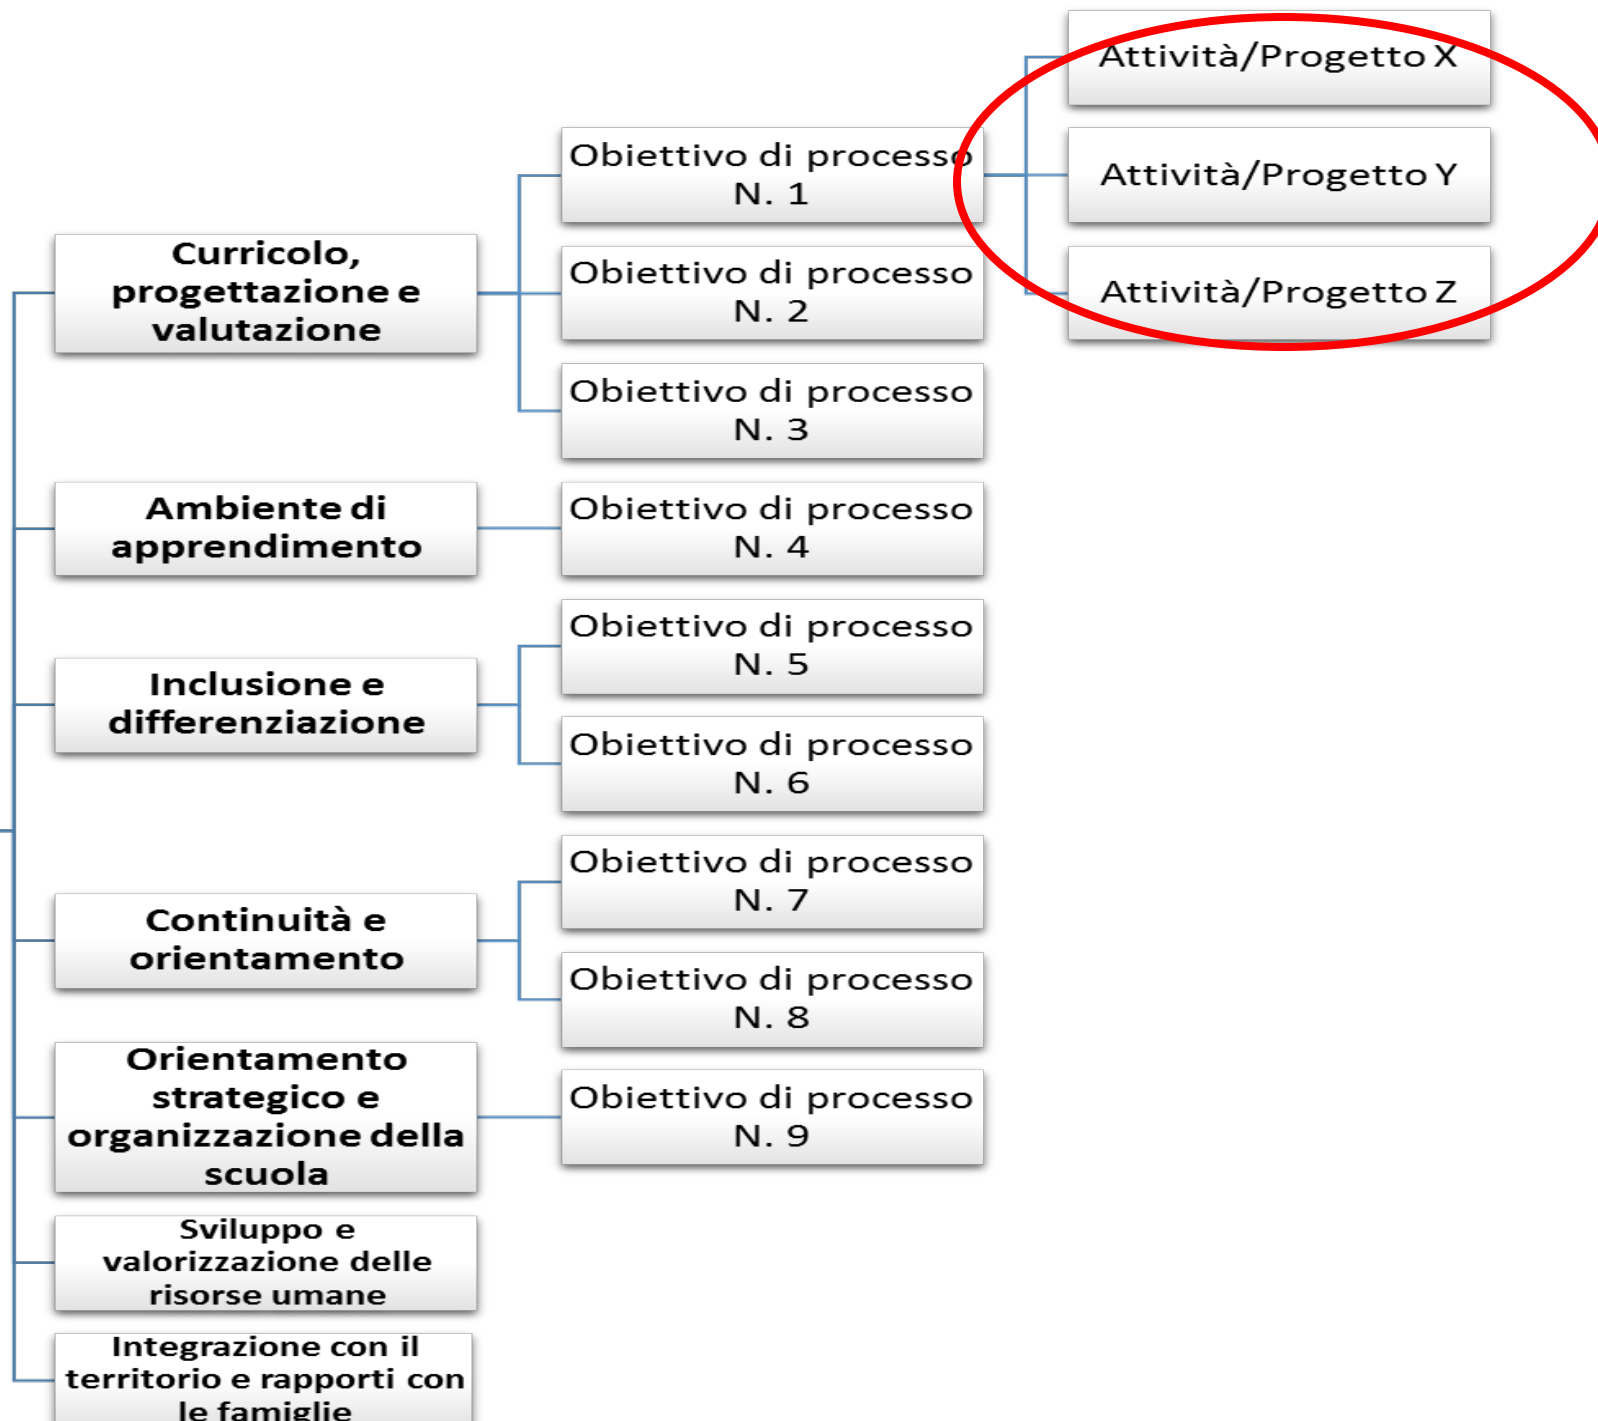 Curricolo,
progettazione e
valutazione
Obiettivo di processo
N. 1
Attività/Progetto X
Attività/Progetto Y
Attività/Progetto Z
Obiettivo di processo
N. 2
Obiettivo di processo
N. 3
Ambiente di
apprendimento
Obiettivo di processo
N. 4
Inclusione e
differenziazione
Obiettivo di processo
N. 5
Obiettivo di processo
N. 6
Continuità e
orientamento
Obiettivo di processo
N. 7
Obiettivo di processo
N. 8
Orientamento
strategico e
organizzazione della
scuola
Obiettivo di processo
N. 9
Sviluppo e
valorizzazione delle
risorse umane
Integrazione con il
territorio e rapporti con
le famiglie